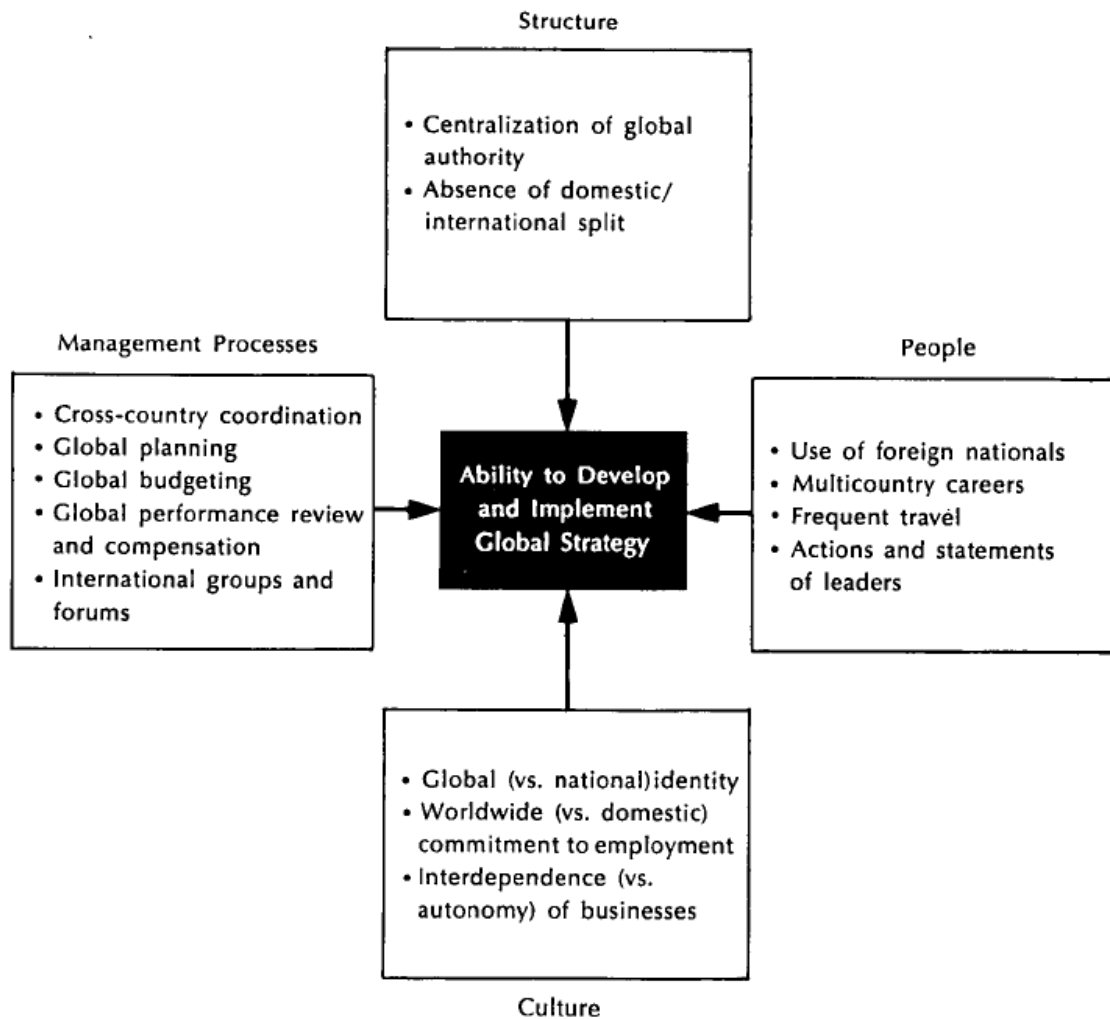 Structure
• Centralization of global
authority
• Absence of domestic/
international split
Management Processes
• Cross-country coordination
• Global planning
• Global budgeting
• Global performance review
and compensation
• International groups and
forums
Ability to Develop
and Implement
Global Strategy
People
• Use of foreign nationals
• Multicountry careers
• Frequent travel
• Actions and statements
of leaders
• Global (vs. national) identity
• Worldwide (vs. domestic)
commitment to employment
• Interdependence (vs.
autonomy) of businesses
Culture